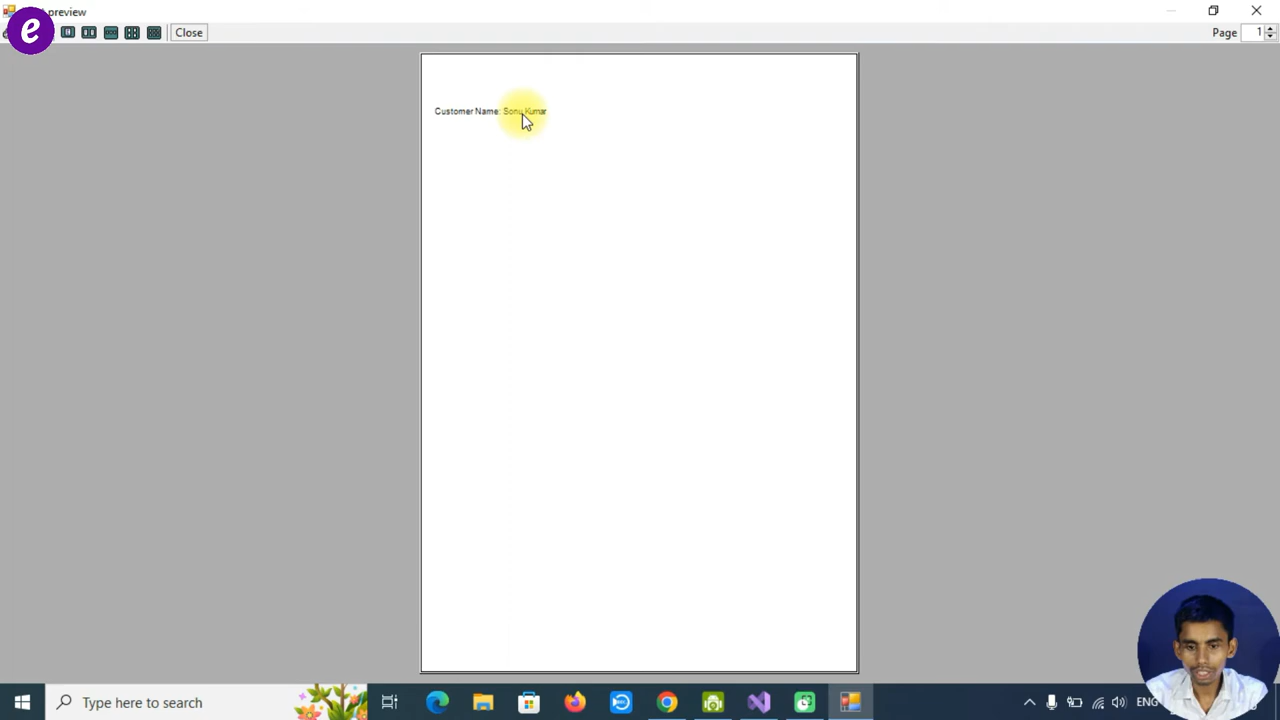 e
preview
Close
Page 1
Customer Name: Sonu Kumar
Type here to search
ENG